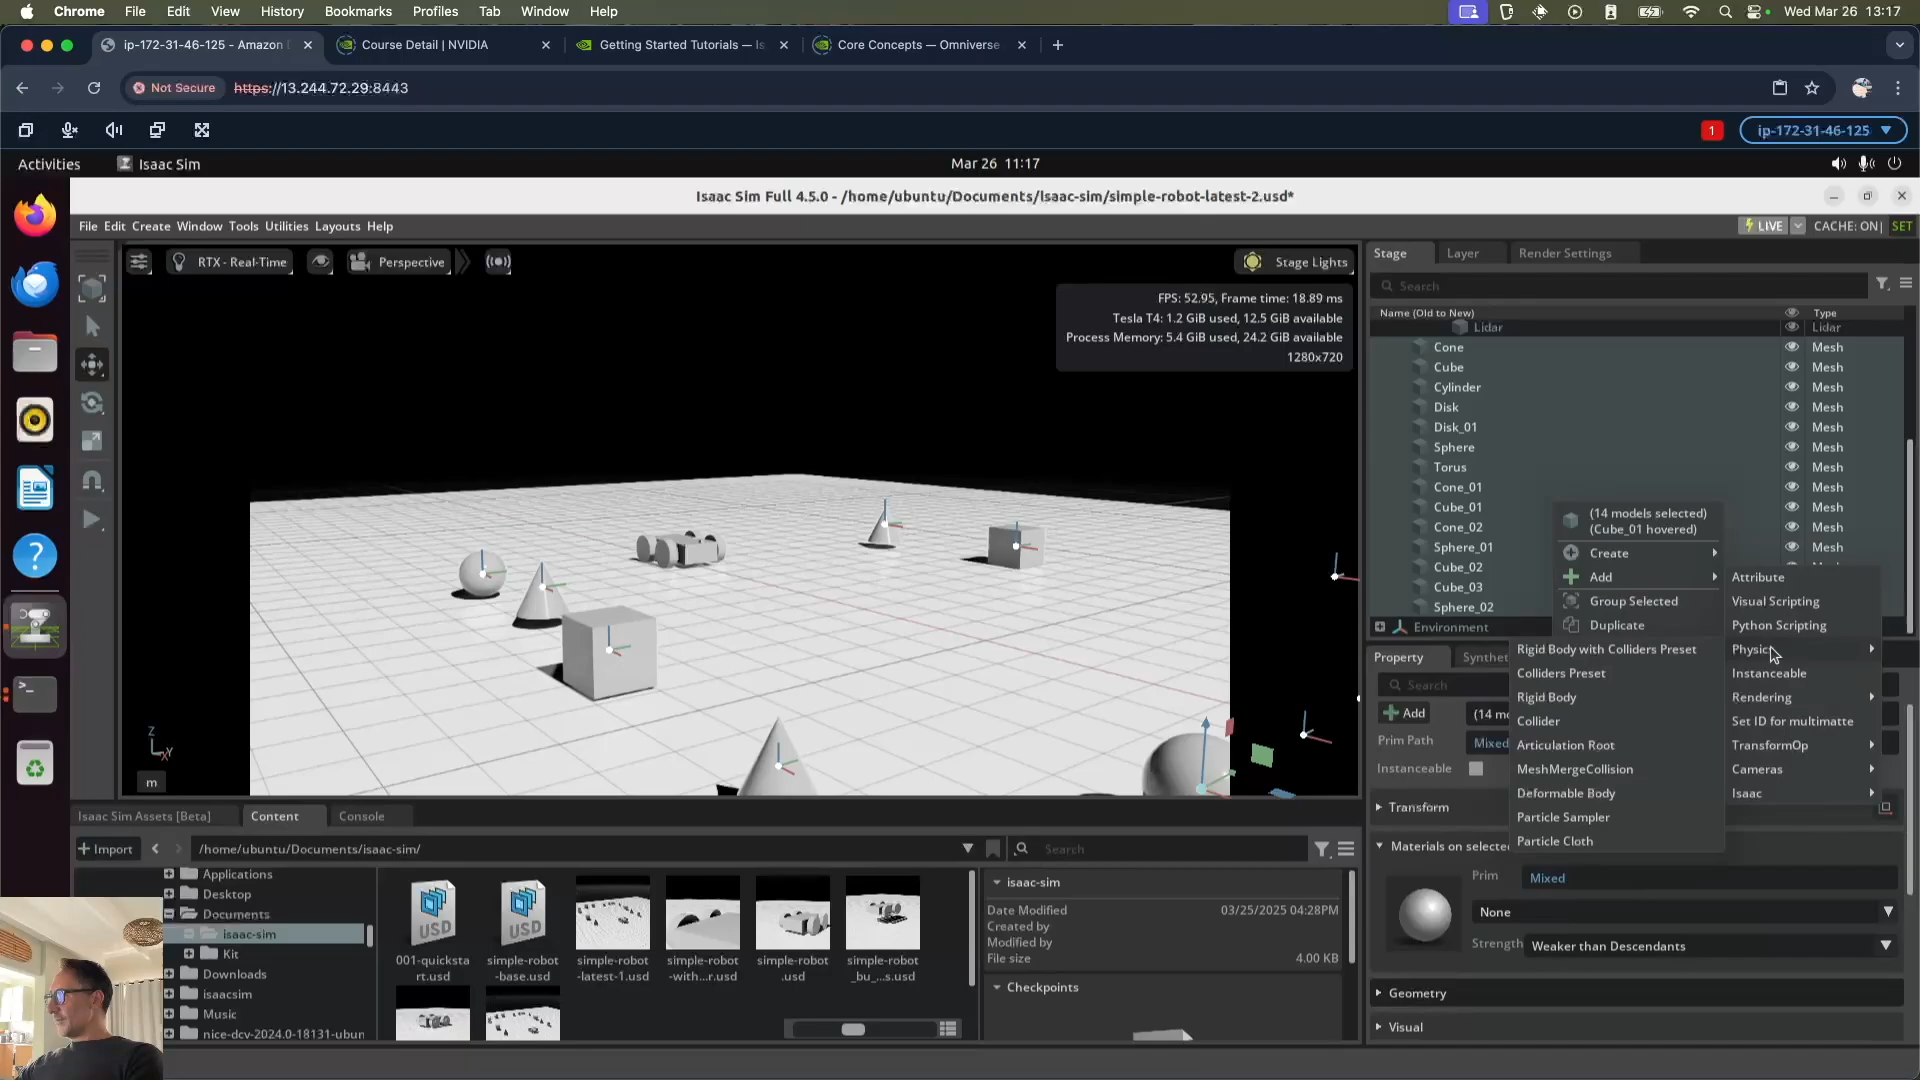 Chrome File Edit View History Bookmarks Profiles Tab Window Help
Wed Mar 26 13:17
ip-172-31-46-125 - Amazon
Course Detail | NVIDIA
Getting Started Tutorials — Is
Core Concepts — Omniverse
Not Secure https://13.244.72.29:8443
1
ip-172-31-46-125
Activities Isaac Sim
Mar 26 11:17
Isaac Sim Full 4.5.0 - /home/ubuntu/Documents/isaac-sim/simple-robot-latest-2.usd*
File Edit Create Window Tools Utilities Layouts Help
LIVE CACHE: ON| SET
RTX - Real-Time
Perspective
Stage Lights
FPS: 52.95, Frame time: 18.89 ms
Tesla T4: 1.2 GiB used, 12.5 GiB available
Process Memory: 5.4 GiB used, 24.2 GiB available
1280x720
Z
Y
m
Stage Layer Render Settings
Search
Name (Old to New) Type
Lidar Lidar
Cone Mesh
Cube Mesh
Cylinder Mesh
Disk Mesh
Disk_01 Mesh
Sphere Mesh
Torus Mesh
Cone_01 Mesh
Cube_01 Mesh
Cone_02 Mesh
Sphere_01 Mesh
Cube_02
Cube_03
Sphere_02
Environment
(14 models selected)
(Cube_01 hovered)
Create
Add
Group Selected
Duplicate
Attribute
Visual Scripting
Python Scripting
Physics
Instanceable
Rendering
Set ID for multimatte
TransformOp
Cameras
Isaac
Rigid Body with Colliders Preset
Colliders Preset
Rigid Body
Collider
Articulation Root
MeshMergeCollision
Deformable Body
Particle Sampler
Particle Cloth
Property Synthet
Search
Add (14 mo
Prim Path Mixed
Instanceable
Transform
Materials on selected
Prim Mixed
None
Strength Weaker than Descendants
Geometry
Visual
Isaac Sim Assets [Beta] Content Console
Import /home/ubuntu/Documents/isaac-sim/ Search
Applications
Desktop
Documents
isaac-sim
Kit
Downloads
isaacsim
Music
nice-dcv-2024.0-18131-ubun
USD
USD
001-quicksta
rt.usd
simple-robot
-base.usd
simple-robot
-latest-1.usd
simple-robot
-with...r.usd
simple-robot
.usd
simple-robot
_bu_...s.usd
isaac-sim
Date Modified 03/25/2025 04:28PM
Created by
Modified by
File size 4.00 KB
Checkpoints